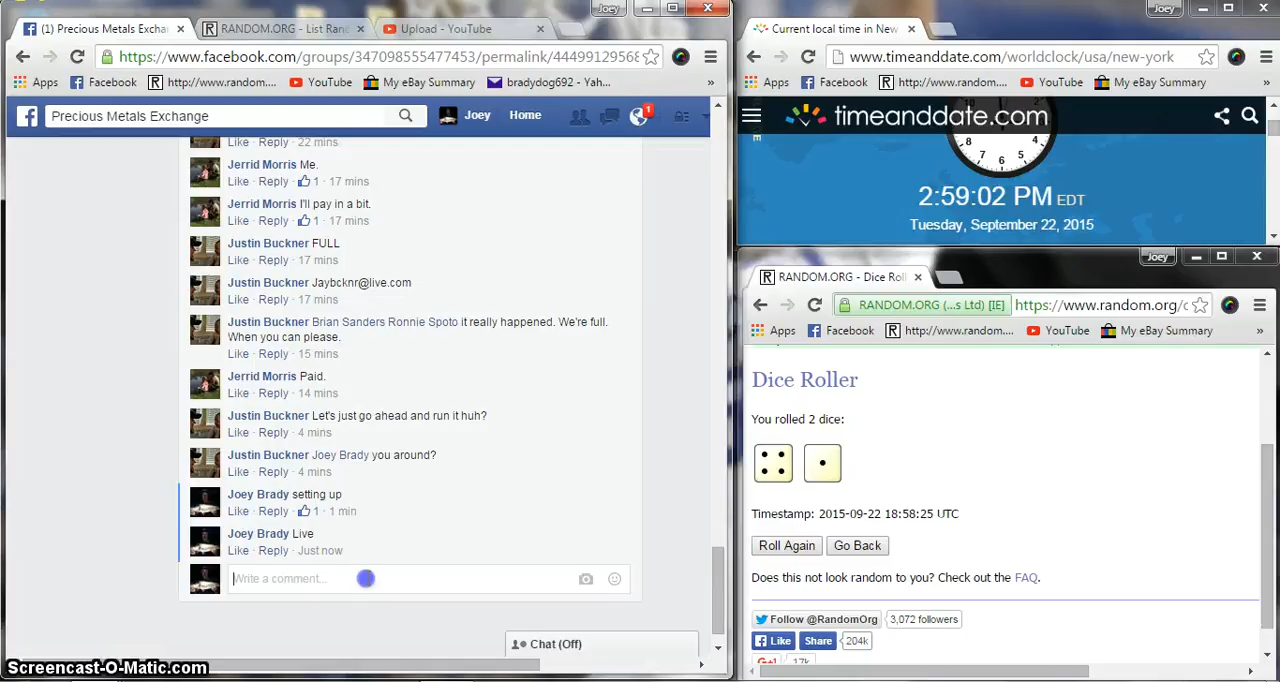 Joey
(1) Precious Metals Excha
RANDOM.ORG - List Ran
Upload - YouTube
https://www.facebook.com/groups/347098555477453/permalink/44499129568
Apps
Facebook
http://www.random....
YouTube
My eBay Summary
bradydog692 - Yah...
»
Precious Metals Exchange
Joey
Home
1
Like · Reply · 22 mins
Jerrid Morris Me.
Like · Reply · 1 · 17 mins
Jerrid Morris I'll pay in a bit.
Like · Reply · 1 · 17 mins
Justin Buckner FULL
Like · Reply · 17 mins
Justin Buckner Jaybcknr@live.com
Like · Reply · 17 mins
Justin Buckner Brian Sanders Ronnie Spoto it really happened. We're full.
When you can please.
Like · Reply · 15 mins
Jerrid Morris Paid.
Like · Reply · 14 mins
Justin Buckner Let's just go ahead and run it huh?
Like · Reply · 4 mins
Justin Buckner Joey Brady you around?
Like · Reply · 4 mins
Joey Brady setting up
Like · Reply · 1 · 1 min
Joey Brady Live
Like · Reply · Just now
Write a comment...
Chat (Off)
Screencast-O-Matic.com
Joey
Current local time in New
www.timeanddate.com/worldclock/usa/new-york
Apps
Facebook
http://www.random....
YouTube
My eBay Summary
»
timeanddate.com
8 7 6 5 4
2:59:02 PM EDT
Tuesday, September 22, 2015
Joey
RANDOM.ORG - Dice Roll
RANDOM.ORG (...s Ltd) [IE]
https://www.random.org/c
Apps
Facebook
http://www.random....
YouTube
My eBay Summary
»
Dice Roller
You rolled 2 dice:
Timestamp: 2015-09-22 18:58:25 UTC
Roll Again
Go Back
Does this not look random to you? Check out the FAQ.
Follow @RandomOrg
3,072 followers
Like
Share
204k
17k